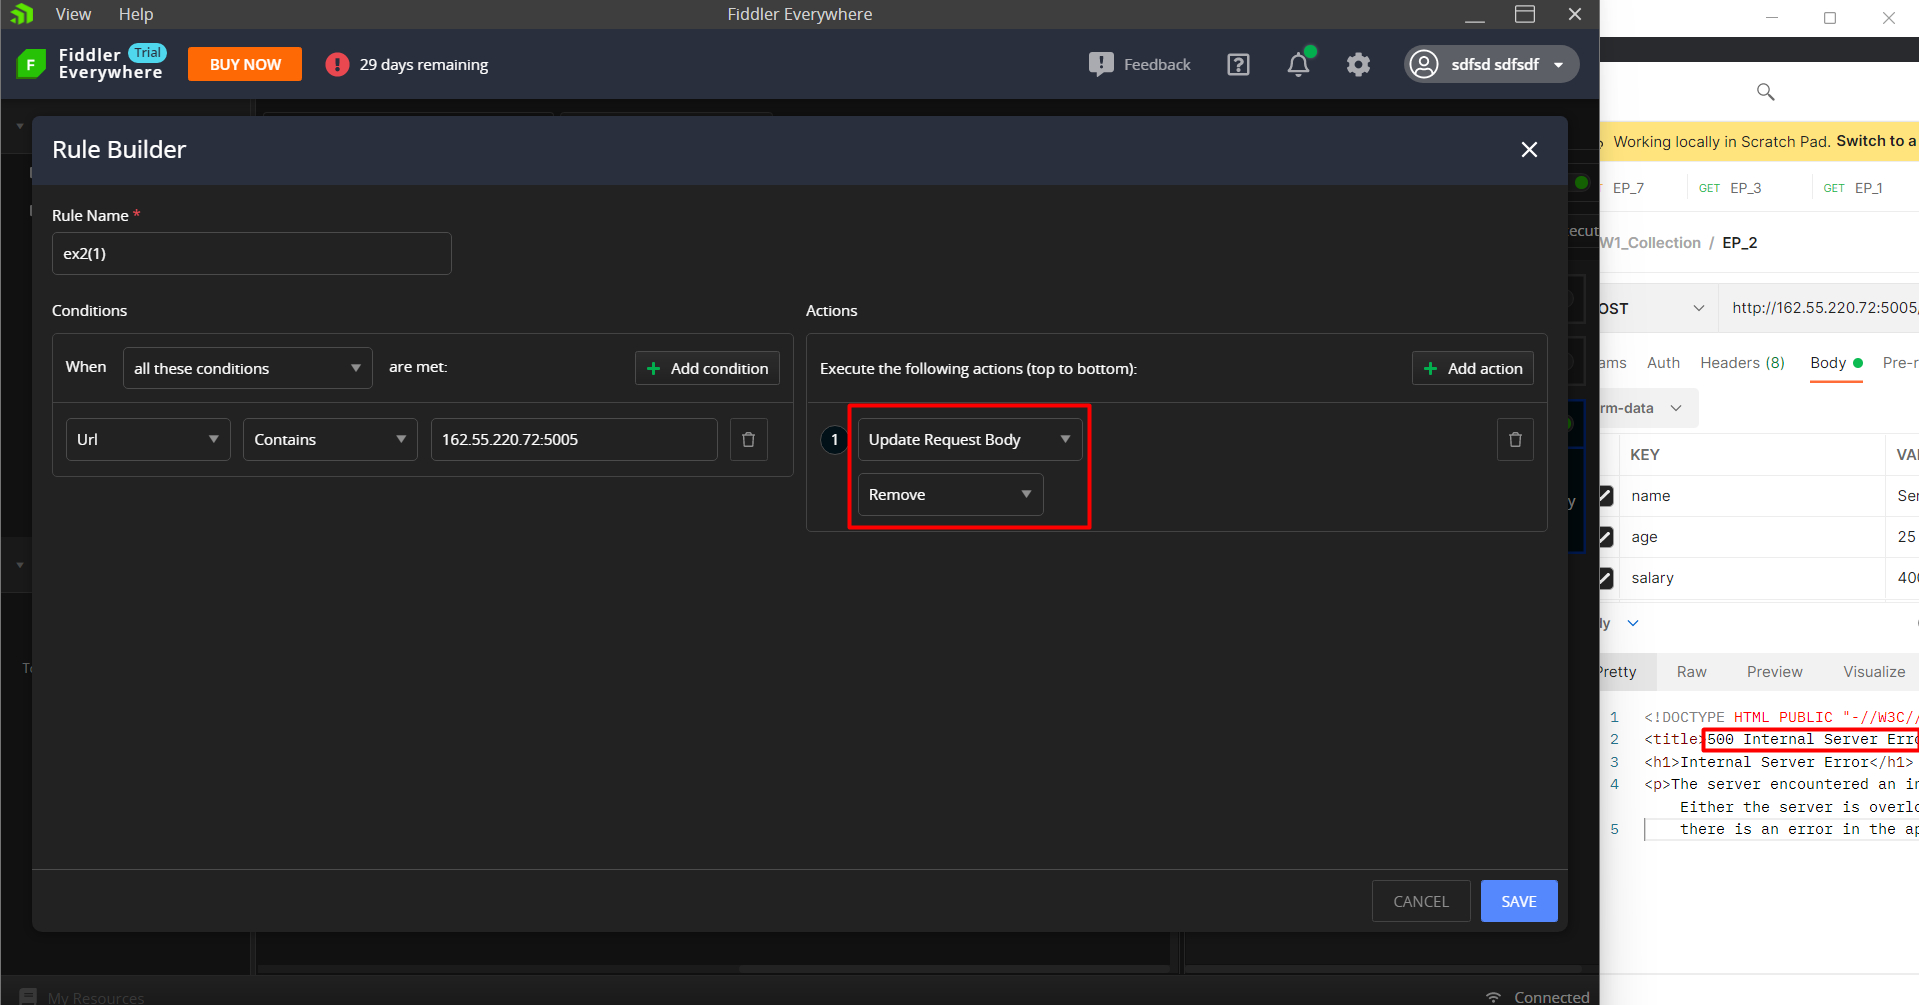 View Help
Fiddler Everywhere
Fiddler Everywhere Trial
BUY NOW
29 days remaining
Feedback
sdfsd sdfsdf
Rule Builder
Rule Name *
ex2(1)
Conditions
When all these conditions are met:
Add condition
Url Contains 162.55.220.72:5005
Actions
Execute the following actions (top to bottom):
Add action
1 Update Request Body
Remove
CANCEL SAVE
My Resources
Connected
Working locally in Scratch Pad. Switch to a
EP_7 GET EP_3 GET EP_1
W1_Collection / EP_2
OST http://162.55.220.72:5005
ams Auth Headers (8) Body Pre-r
rm-data
KEY VA
name Ser
age 25
salary 400
ly
Pretty Raw Preview Visualize
1 <!DOCTYPE HTML PUBLIC "-//W3C//
2 <title>500 Internal Server Erro
3 <h1>Internal Server Error</h1>
4 <p>The server encountered an in
Either the server is overlo
5 there is an error in the ap